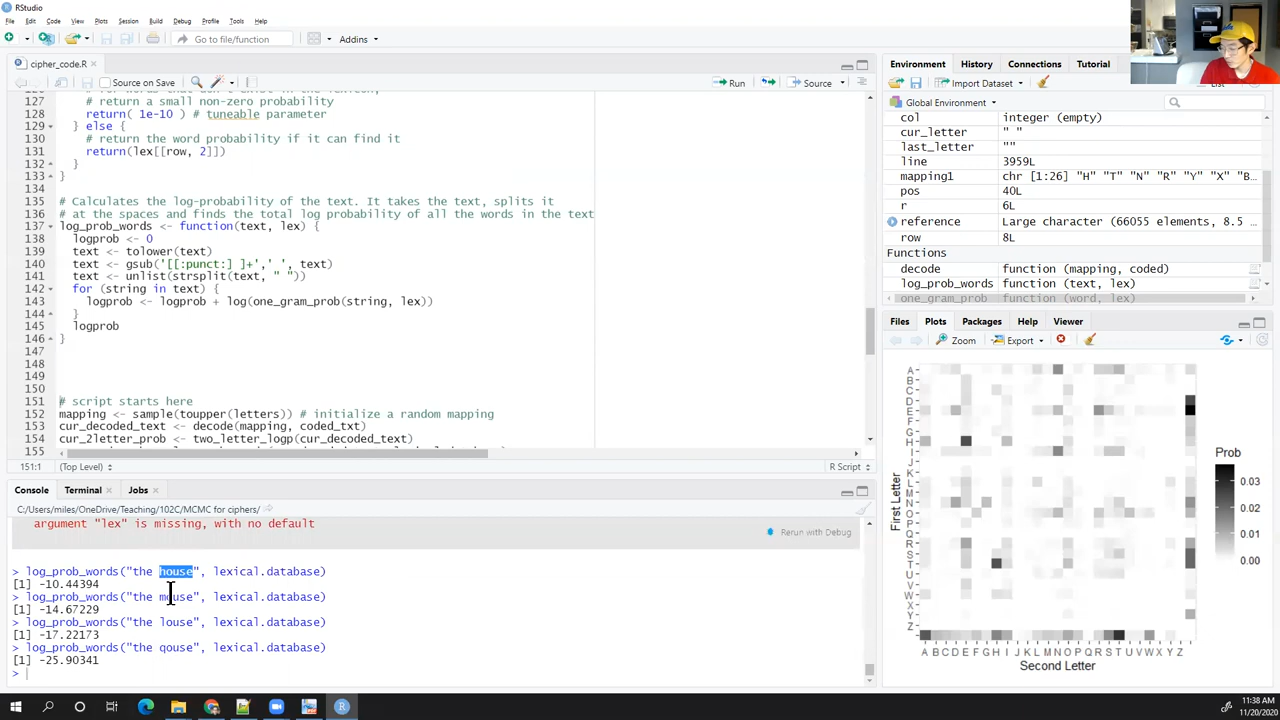 RStudio
File Edit Code View Plots Session Build Debug Profile Tools Help
Go to file/function
Addins
cipher_code.R
Source on Save
Run
Source
127 # return a small non-zero probability
128 return( 1e-10 ) # tuneable parameter
129 } else {
130 # return the word probability if it can find it
131 return(lex[[row, 2]])
132 }
133 }
134
135 # Calculates the log-probability of the text. It takes the text, splits it
136 # at the spaces and finds the total log probability of all the words in the text
137 log_prob_words <- function(text, lex) {
138 logprob <- 0
139 text <- tolower(text)
140 text <- gsub('[[:punct:] ]+',' ', text)
141 text <- unlist(strsplit(text, " "))
142 for (string in text) {
143 logprob <- logprob + log(one_gram_prob(string, lex))
144 }
145 logprob
146 }
147
148
149
150
151 # script starts here
152 mapping <- sample(toupper(letters)) # initialize a random mapping
153 cur_decoded_text <- decode(mapping, coded_txt)
154 cur_2letter_prob <- two_letter_logp(cur_decoded_text)
155
151:1 (Top Level) R Script
Console Terminal Jobs
C:/Users/miles/OneDrive/Teaching/102C/MCMC for ciphers/
argument "lex" is missing, with no default
Rerun with Debug
> log_prob_words("the house", lexical.database)
[1] -10.44394
> log_prob_words("the mouse", lexical.database)
[1] -14.67229
> log_prob_words("the louse", lexical.database)
[1] -17.22173
> log_prob_words("the qouse", lexical.database)
[1] -25.90341
>
Environment History Connections Tutorial
Import Dataset
Global Environment
col integer (empty)
cur_letter " "
last_letter ""
line 3959L
mapping1 chr [1:26] "H" "T" "N" "R" "Y" "X" "B…
pos 40L
r 6L
reference Large character (66055 elements, 8.5 …
row 8L
Functions
decode function (mapping, coded)
log_prob_words function (text, lex)
one_gram_prob function (word, lex)
Files Plots Packages Help Viewer
Zoom Export
A
B
C
D
E
F
G
H
I
J
K
L
M
N
O
P
Q
R
S
T
U
V
W
X
Y
Z
First Letter
A B C D E F G H I J K L M N O P Q R S T U V W X Y Z
Second Letter
Prob
0.03
0.02
0.01
0.00
11:38 AM
11/20/2020